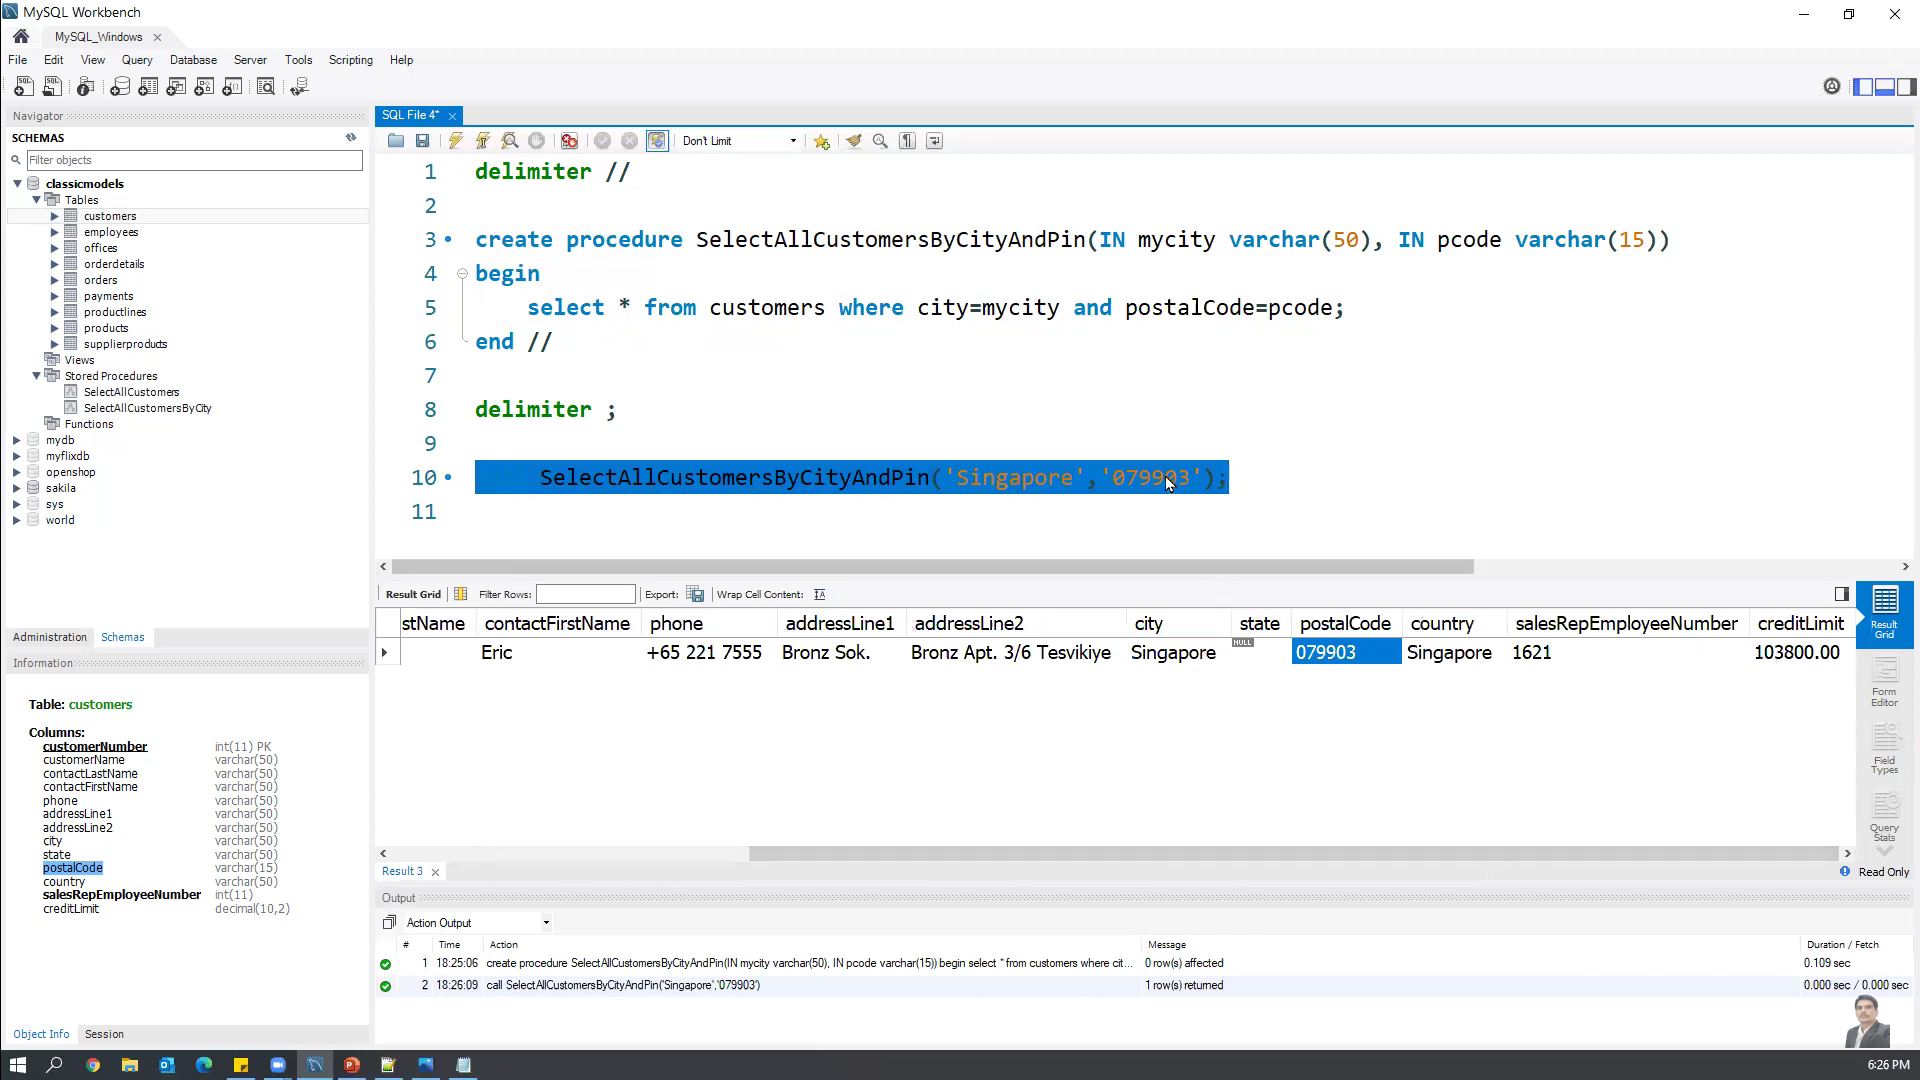 MySQL Workbench
MySQL_Windows
File Edit View Query Database Server Tools Scripting Help
Navigator
SCHEMAS
Filter objects
classicmodels
Tables
customers
employees
offices
orderdetails
orders
payments
productlines
products
supplierproducts
Views
Stored Procedures
SelectAllCustomers
SelectAllCustomersByCity
Functions
mydb
myflixdb
openshop
sakila
sys
world
Administration Schemas
Information
Table: customers
Columns:
customerNumber int(11) PK
customerName varchar(50)
contactLastName varchar(50)
contactFirstName varchar(50)
phone varchar(50)
addressLine1 varchar(50)
addressLine2 varchar(50)
city varchar(50)
state varchar(50)
postalCode varchar(15)
country varchar(50)
salesRepEmployeeNumber int(11)
creditLimit decimal(10,2)
Object Info Session
SQL File 4*
Don't Limit
1 delimiter //
2
3 create procedure SelectAllCustomersByCityAndPin(IN mycity varchar(50), IN pcode varchar(15))
4 begin
5 select * from customers where city=mycity and postalCode=pcode;
6 end //
7
8 delimiter ;
9
10 SelectAllCustomersByCityAndPin('Singapore','079903');
11
Result Grid Filter Rows: Export: Wrap Cell Content:
stName contactFirstName phone addressLine1 addressLine2 city state postalCode country salesRepEmployeeNumber creditLimit
Eric +65 221 7555 Bronz Sok. Bronz Apt. 3/6 Tesvikiye Singapore NULL 079903 Singapore 1621 103800.00
Result Grid
Form Editor
Field Types
Query Stats
Result 3
Read Only
Output
Action Output
# Time Action Message Duration / Fetch
1 18:25:06 create procedure SelectAllCustomersByCityAndPin(IN mycity varchar(50), IN pcode varchar(15)) begin select * from customers where cit... 0 row(s) affected 0.109 sec
2 18:26:09 call SelectAllCustomersByCityAndPin('Singapore','079903') 1 row(s) returned 0.000 sec / 0.000 sec
6:26 PM